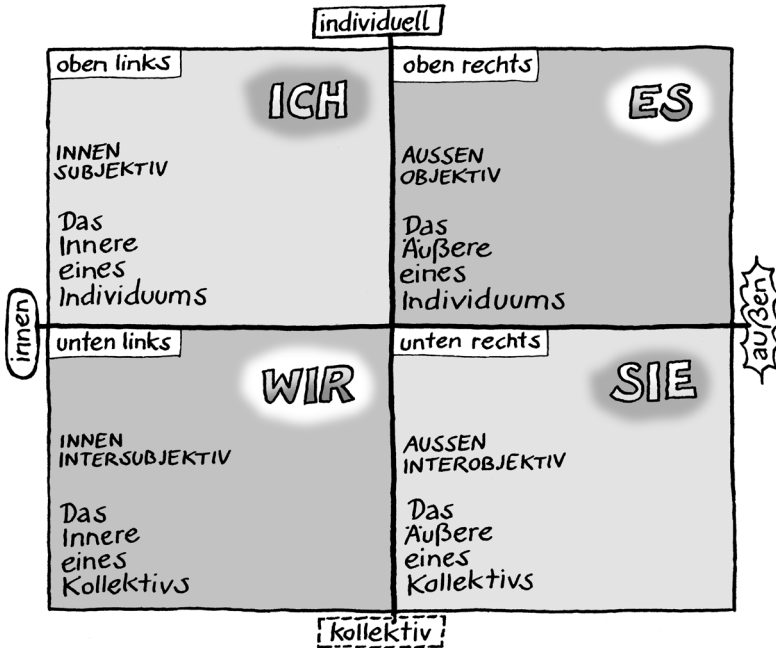 individuell
oben links
ICH
INNEN
SUBJEKTIV
Das
Innere
eines
Individuums
oben rechts
ES
AUSSEN
OBJEKTIV
Das
Äußere
eines
Individuums
innen
außen
unten links
WIR
INNEN
INTERSUBJEKTIV
Das
Innere
eines
Kollektivs
unten rechts
SIE
AUSSEN
INTEROBJEKTIV
Das
Äußere
eines
Kollektivs
kollektiv